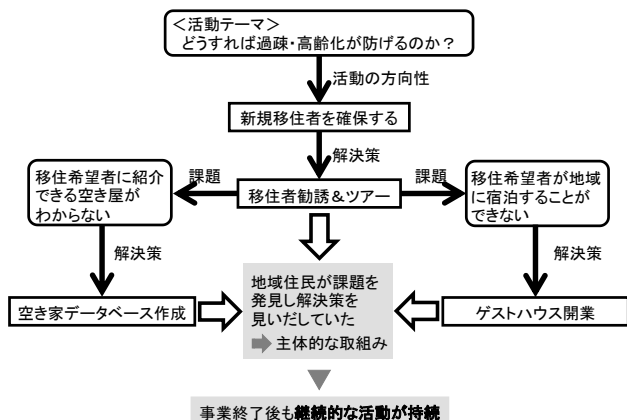 ＜活動テーマ＞
どうすれば過疎・高齢化が防げるのか？
活動の方向性
新規移住者を確保する
解決策
移住希望者に紹介
できる空き屋が
わからない
課題
移住者勧誘＆ツアー
課題
移住希望者が地域
に宿泊することが
できない
解決策
空き家データベース作成
地域住民が課題を
発見し解決策を
見いだしていた
主体的な取組み
解決策
ゲストハウス開業
事業終了後も継続的な活動が持続